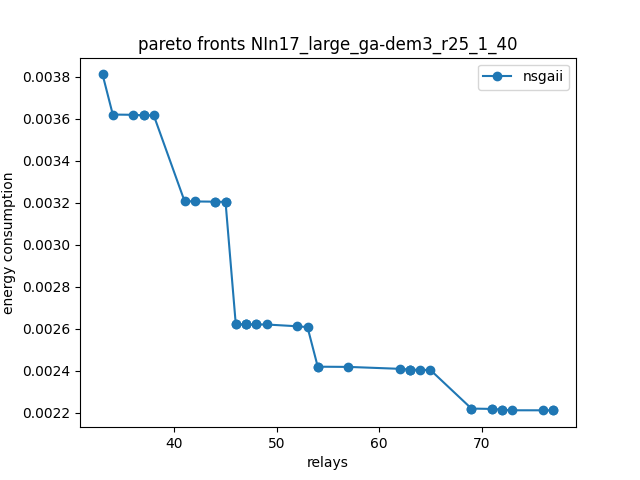 pareto fronts NIn17_large_ga-dem3_r25_1_40
nsgaii
0.0038
0.0036
0.0034
0.0032
0.0030
0.0028
0.0026
0.0024
0.0022
energy consumption
40 50 60 70
relays